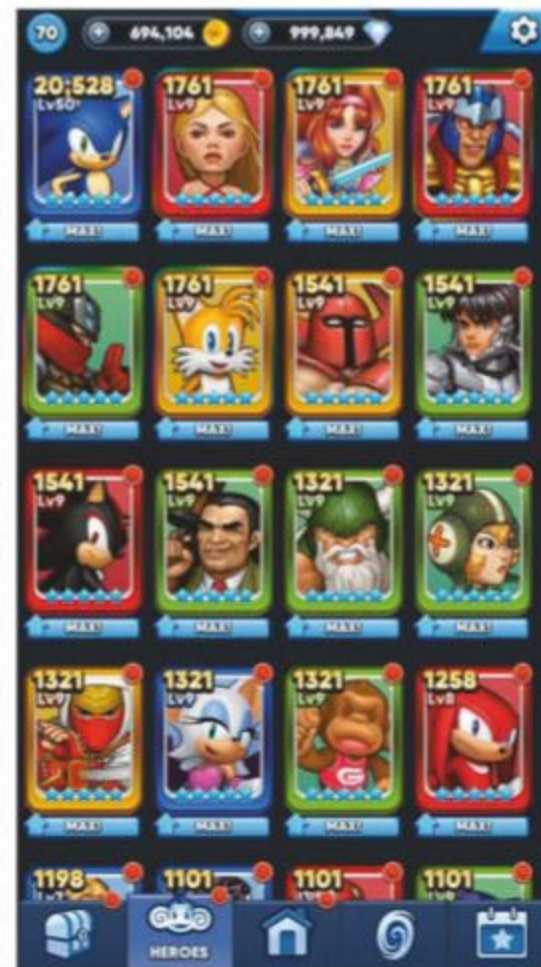 70 694,104 999,849
20,528 1761 1761 1761
Lv50 Lv9 Lv9 Lv9
MAX! MAX! MAX! MAX!
1761 1761 1541 1541
Lv9 Lv9 Lv9 Lv9
MAX! MAX! MAX! MAX!
1541 1541 1321 1321
Lv9 Lv9 Lv9 Lv9
MAX! MAX! MAX! MAX!
1321 1321 1321 1258
Lv9 Lv9 Lv9 Lv8
G
MAX! MAX! MAX! MAX!
1198 1101 1101 1101
HEROES